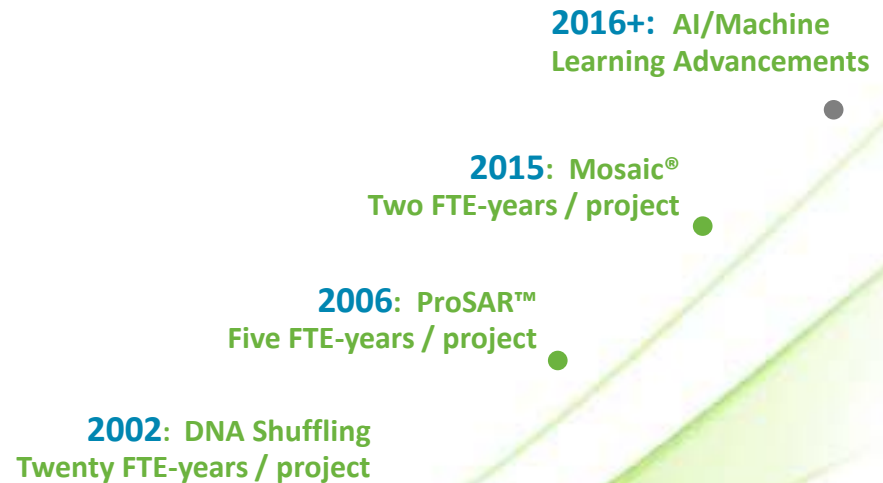 2016+: AI/Machine
Learning Advancements
2015: Mosaic®
Two FTE-years / project
2006: ProSAR™
Five FTE-years / project
2002: DNA Shuffling
Twenty FTE-years / project